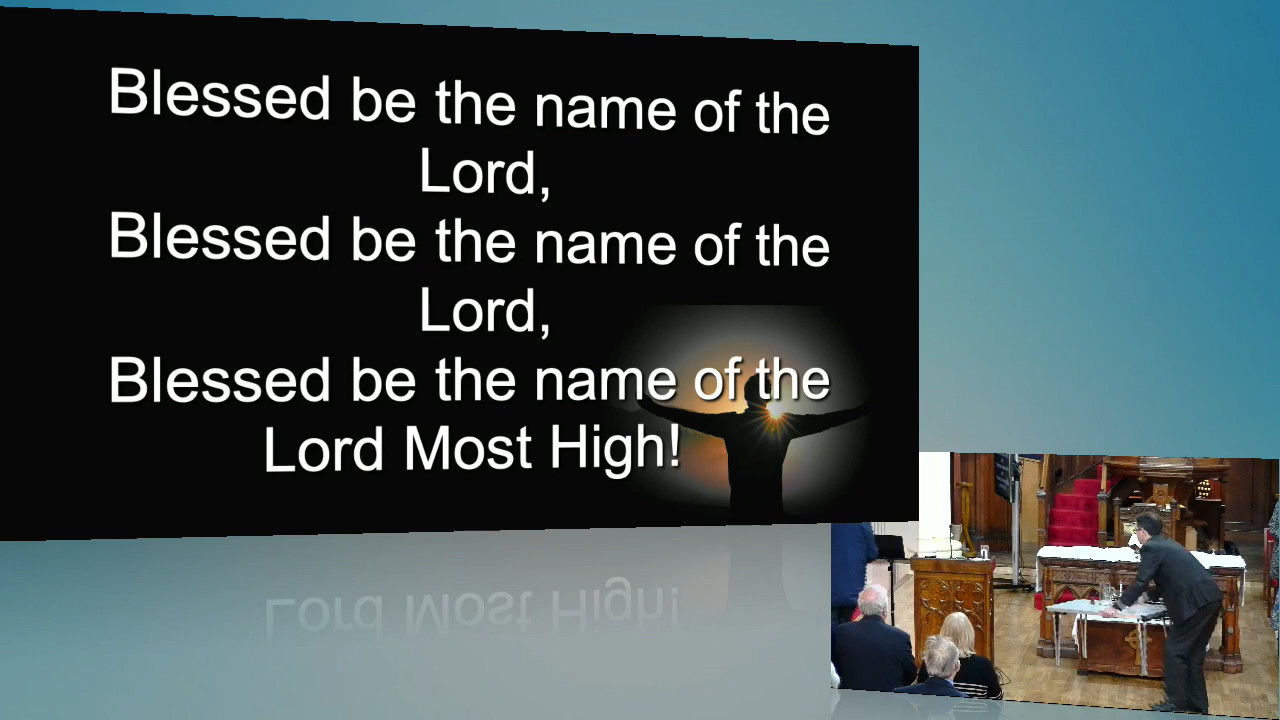 Blessed be the name of the
Lord,
Blessed be the name of the
Lord,
Blessed be the name of the
Lord Most High!